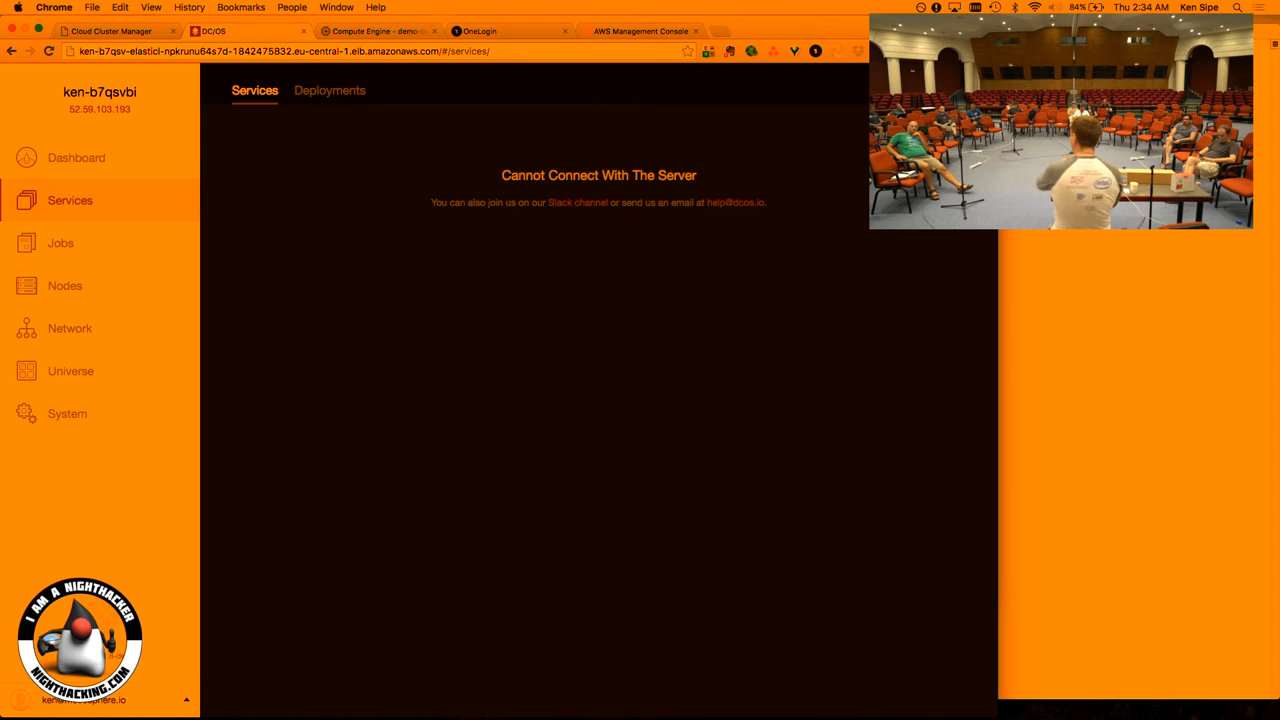 Chrome File Edit View History Bookmarks People Window Help
84% Thu 2:34 AM Ken Sipe
Cloud Cluster Manager
DC/OS
Compute Engine - demo-
OneLogin
AWS Management Console
ken-b7qsv-elasticl-npkrunu64s7d-1842475832.eu-central-1.elb.amazonaws.com/#/services/
ken-b7qsvbi
52.59.103.193
Dashboard
Services
Jobs
Nodes
Network
Universe
System
Services Deployments
Cannot Connect With The Server
You can also join us on our Slack channel or send us an email at help@dcos.io.
I AM A NIGHTHACKER
NIGHTHACKING.COM